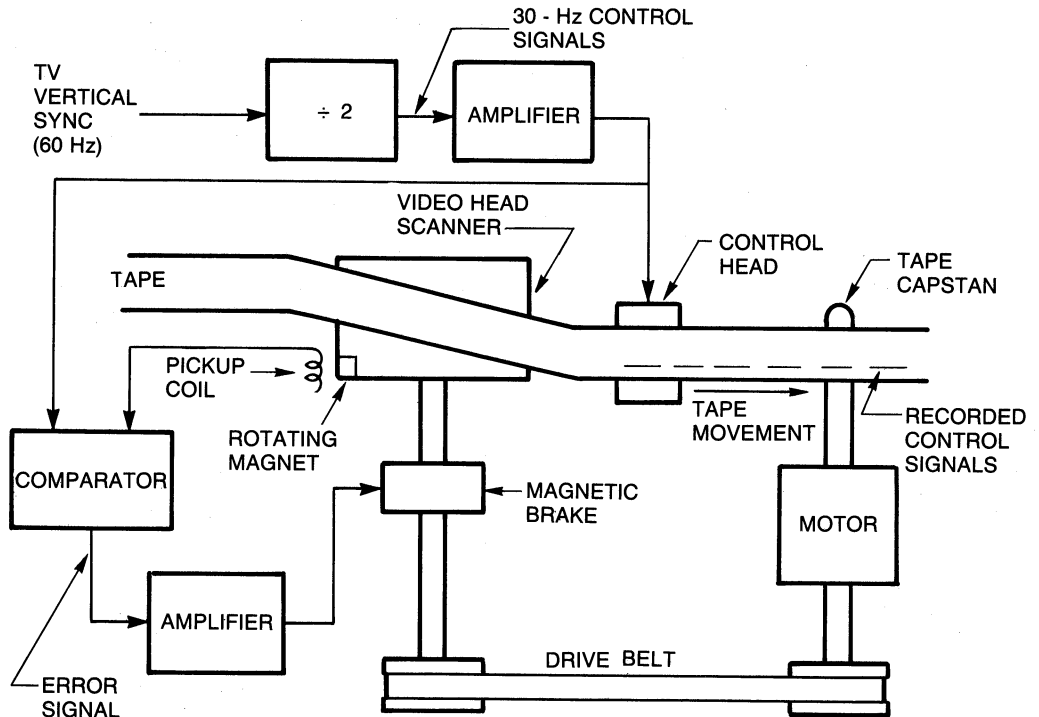 30 - Hz CONTROL
SIGNALS
TV
VERTICAL
SYNC
(60 Hz)
÷ 2
AMPLIFIER
VIDEO HEAD
SCANNER
CONTROL
HEAD
TAPE
CAPSTAN
TAPE
PICKUP
COIL
ROTATING
MAGNET
TAPE
MOVEMENT
RECORDED
CONTROL
SIGNALS
COMPARATOR
MAGNETIC
BRAKE
MOTOR
AMPLIFIER
DRIVE BELT
ERROR
SIGNAL